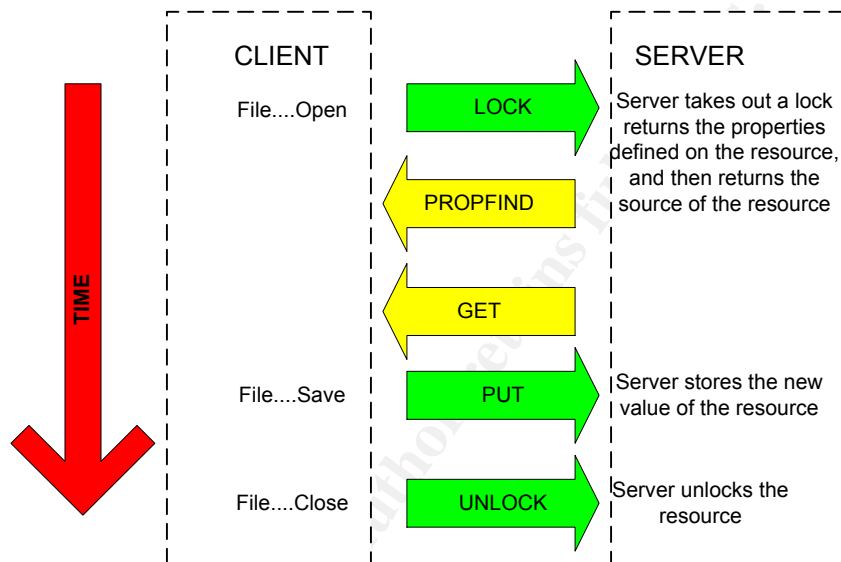 CLIENT
SERVER
File....Open
LOCK
Server takes out a lock
returns the properties
defined on the resource,
and then returns the
source of the resource
PROPFIND
TIME
GET
File....Save
PUT
Server stores the new
value of the resource
File....Close
UNLOCK
Server unlocks the
resource